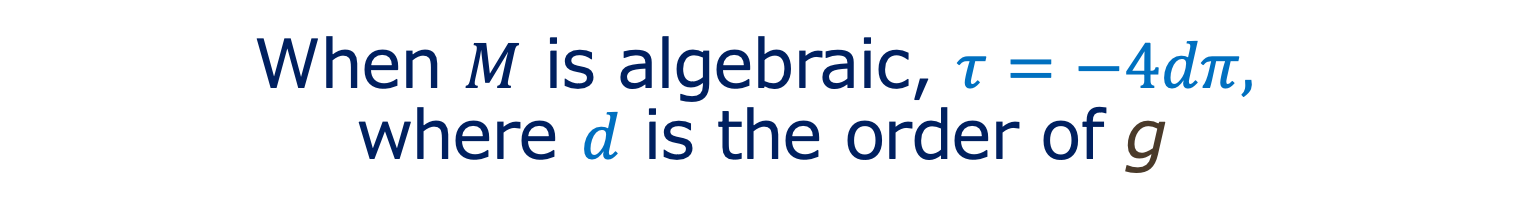 When M is algebraic, τ = −4dπ,
where d is the order of g